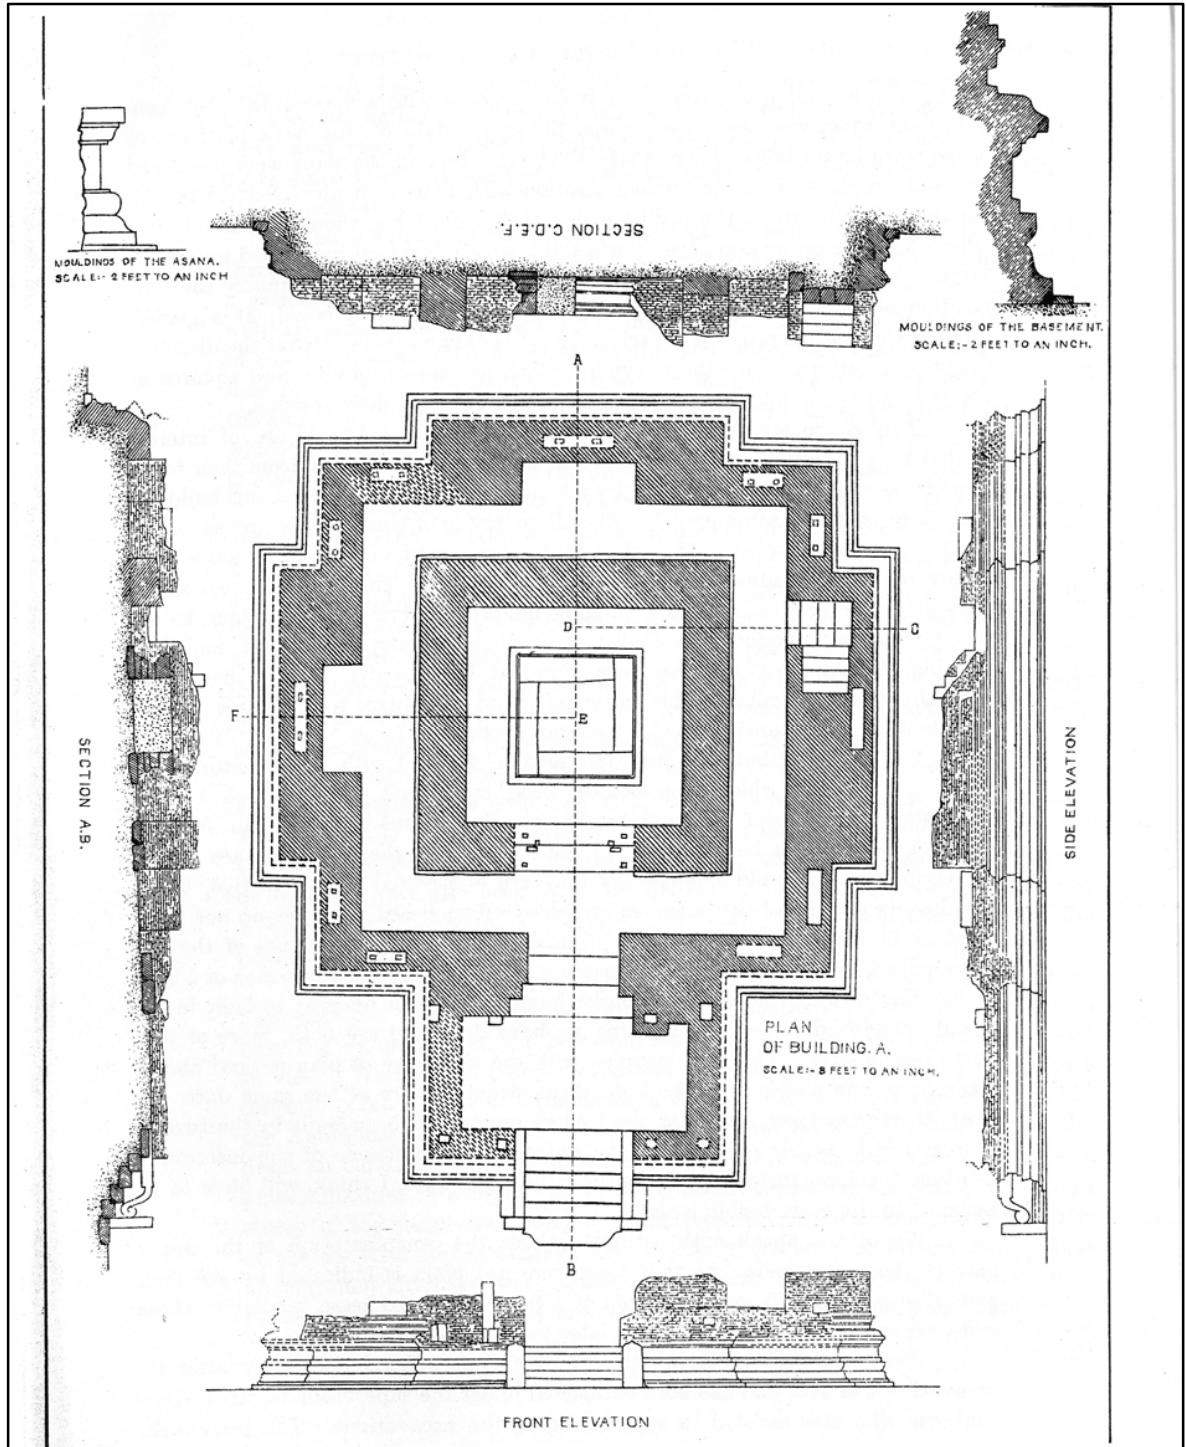 SECTION C.D.E.F.
MOULDINGS OF THE ASANA.
SCALE:- 2 FEET TO AN INCH
MOULDINGS OF THE BASEMENT.
SCALE:- 2 FEET TO AN INCH.
A
D
C
F
E
SECTION A.B.
SIDE ELEVATION
PLAN
OF BUILDING. A.
SCALE:- 8 FEET TO AN INCH.
B
FRONT ELEVATION